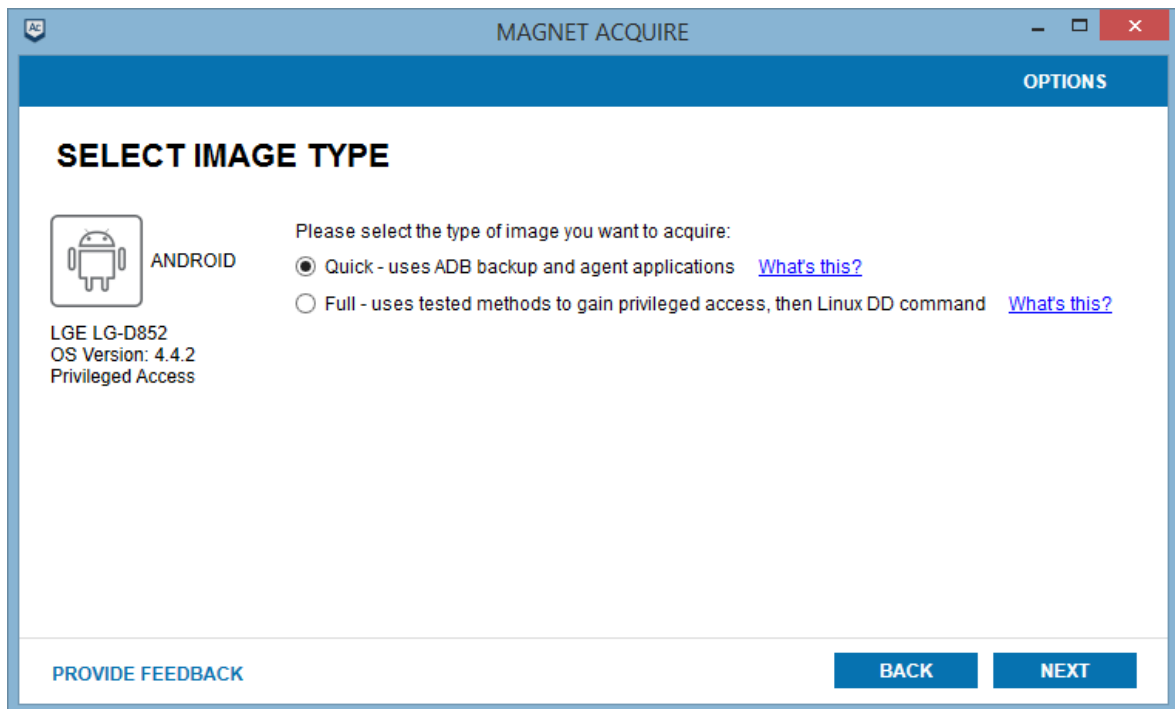 Ac
MAGNET ACQUIRE
OPTIONS
SELECT IMAGE TYPE
ANDROID
LGE LG-D852
OS Version: 4.4.2
Privileged Access
Please select the type of image you want to acquire:
Quick - uses ADB backup and agent applications What's this?
Full - uses tested methods to gain privileged access, then Linux DD command What's this?
PROVIDE FEEDBACK
BACK
NEXT